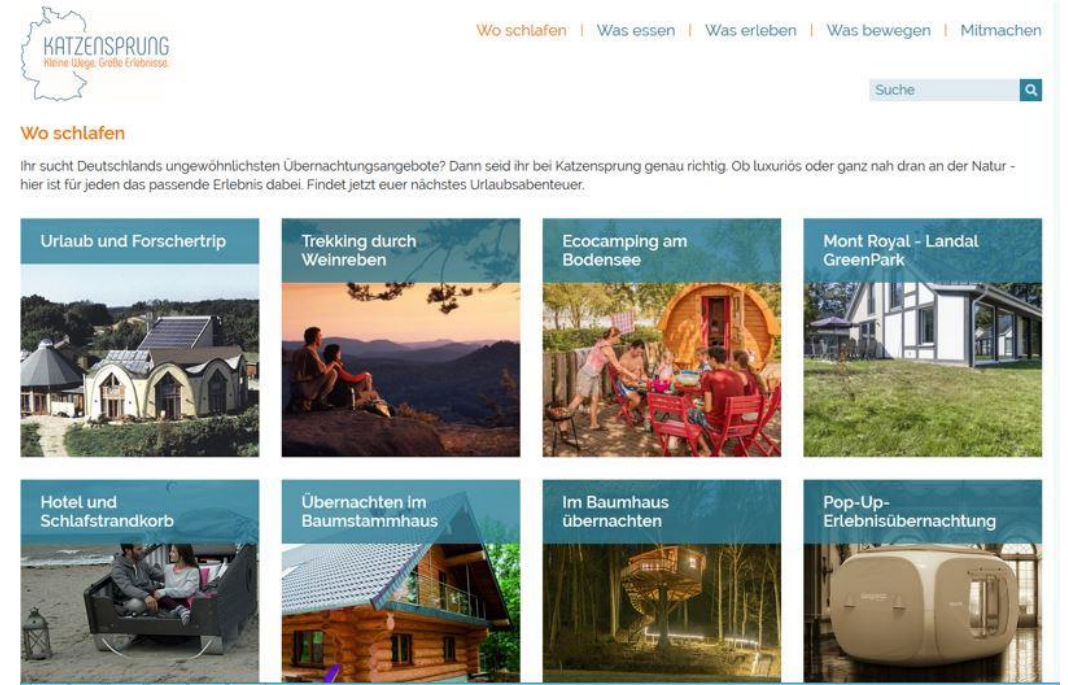 KATZENSPRUNG
Kleine Wege. Große Erlebnisse.
Wo schlafen | Was essen | Was erleben | Was bewegen | Mitmachen
Suche
Wo schlafen
Ihr sucht Deutschlands ungewöhnlichsten Übernachtungsangebote? Dann seid ihr bei Katzensprung genau richtig. Ob luxuriös oder ganz nah dran an der Natur -
hier ist für jeden das passende Erlebnis dabei. Findet jetzt euer nächstes Urlaubsabenteuer.
Urlaub und Forschertrip
Trekking durch
Weinreben
Ecocamping am
Bodensee
Mont Royal - Landal
GreenPark
Hotel und
Schlafstrandkorb
Übernachten im
Baumstammhaus
Im Baumhaus
übernachten
Pop-Up-
Erlebnisübernachtung